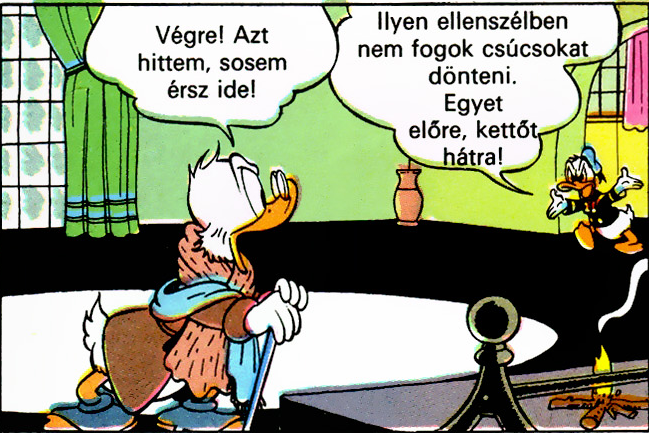 Végre! Azt
hittem, sosem
érsz ide!
Ilyen ellenszélben
nem fogok csúcsokat
dönteni.
Egyet
előre, kettőt
hátra!